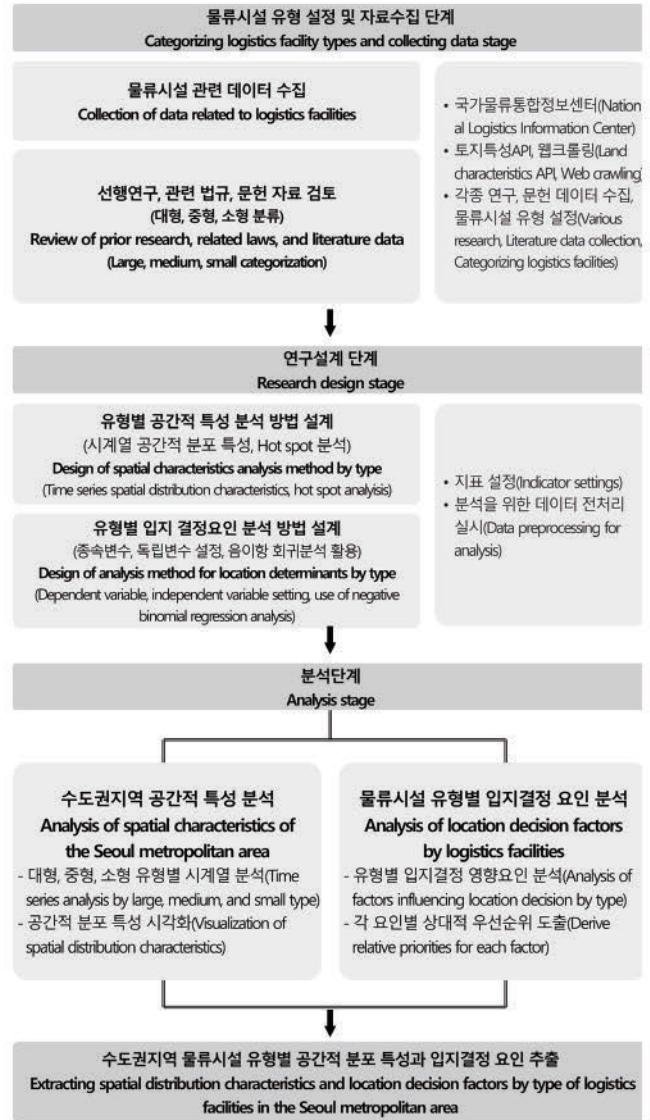 물류시설 유형 설정 및 자료수집 단계
Categorizing logistics facility types and collecting data stage
물류시설 관련 데이터 수집
Collection of data related to logistics facilities
선행연구, 관련 법규, 문헌 자료 검토
(대형, 중형, 소형 분류)
Review of prior research, related laws, and literature data
(Large, medium, small categorization)
• 국가물류통합정보센터(Nation
al Logistics Information Center)
• 토지특성API, 웹크롤링(Land
characteristics API, Web crawling)
• 각종 연구, 문헌 데이터 수집,
물류시설 유형 설정(Various
research, Literature data collection,
Categorizing logistics facilities)
연구설계 단계
Research design stage
유형별 공간적 특성 분석 방법 설계
(시계열 공간적 분포 특성, Hot spot 분석)
Design of spatial characteristics analysis method by type
(Time series spatial distribution characteristics, hot spot analyisis)
유형별 입지 결정요인 분석 방법 설계
(종속변수, 독립변수 설정, 음이항 회귀분석 활용)
Design of analysis method for location determinants by type
(Dependent variable, independent variable setting, use of negative
binomial regression analysis)
• 지표 설정(Indicator settings)
• 분석을 위한 데이터 전처리
실시(Data preprocessing for
analysis)
분석단계
Analysis stage
수도권지역 공간적 특성 분석
Analysis of spatial characteristics of
the Seoul metropolitan area
- 대형, 중형, 소형 유형별 시계열 분석(Time
series analysis by large, medium, and small type)
- 공간적 분포 특성 시각화(Visualization of
spatial distribution characteristics)
물류시설 유형별 입지결정 요인 분석
Analysis of location decision factors
by logistics facilities
- 유형별 입지결정 영향요인 분석(Analysis of
factors influencing location decision by type)
- 각 요인별 상대적 우선순위 도출(Derive
relative priorities for each factor)
수도권지역 물류시설 유형별 공간적 분포 특성과 입지결정 요인 추출
Extracting spatial distribution characteristics and location decision factors by type of logistics
facilities in the Seoul metropolitan area